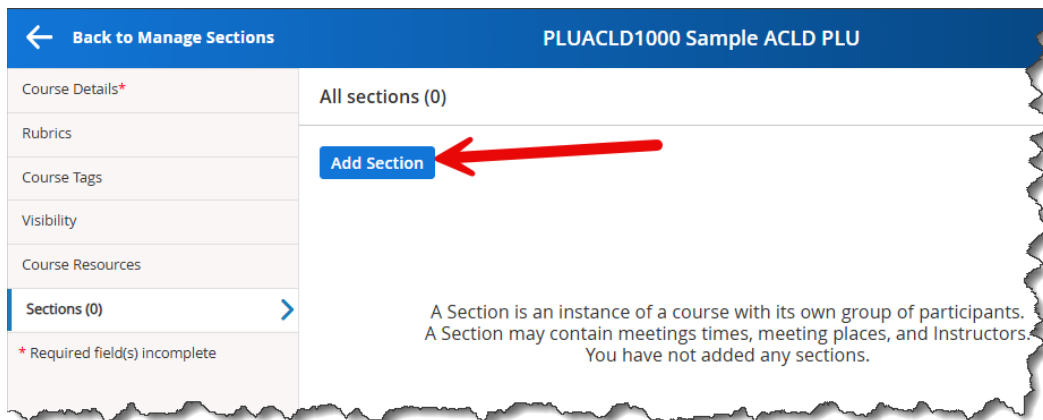 Back to Manage Sections
PLUACLD1000 Sample ACLD PLU
Course Details*
Rubrics
Course Tags
Visibility
Course Resources
Sections (0)
* Required field(s) incomplete
All sections (0)
Add Section
A Section is an instance of a course with its own group of participants.
A Section may contain meetings times, meeting places, and Instructors.
You have not added any sections.